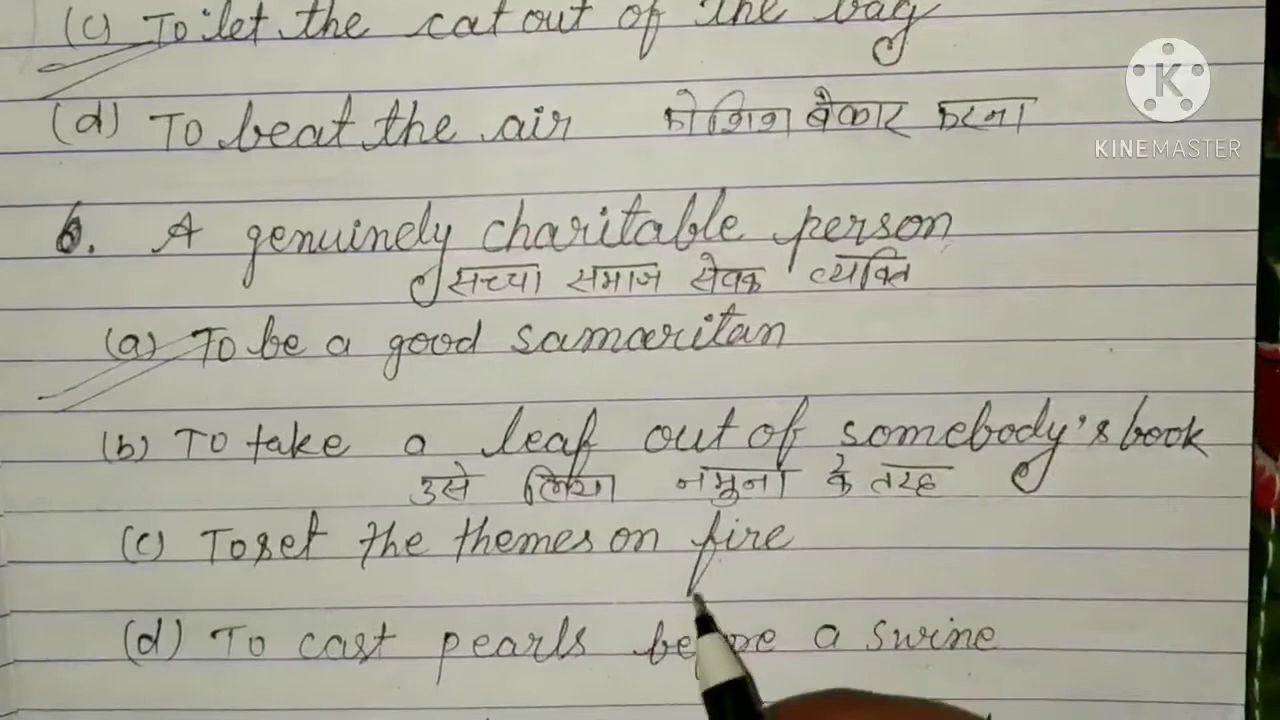 (c) To let the cat out of the bag
(d) To beat the air कोशिश बेकार करना
KINEMASTER
6. A genuinely charitable person
सच्चा समाज सेवक व्यक्ति
(a) To be a good samaritan
(b) To take a leaf out of somebody's book
उसे लिया नमुना के तरह
(c) To set the themes on fire
(d) To cast pearls before a swine